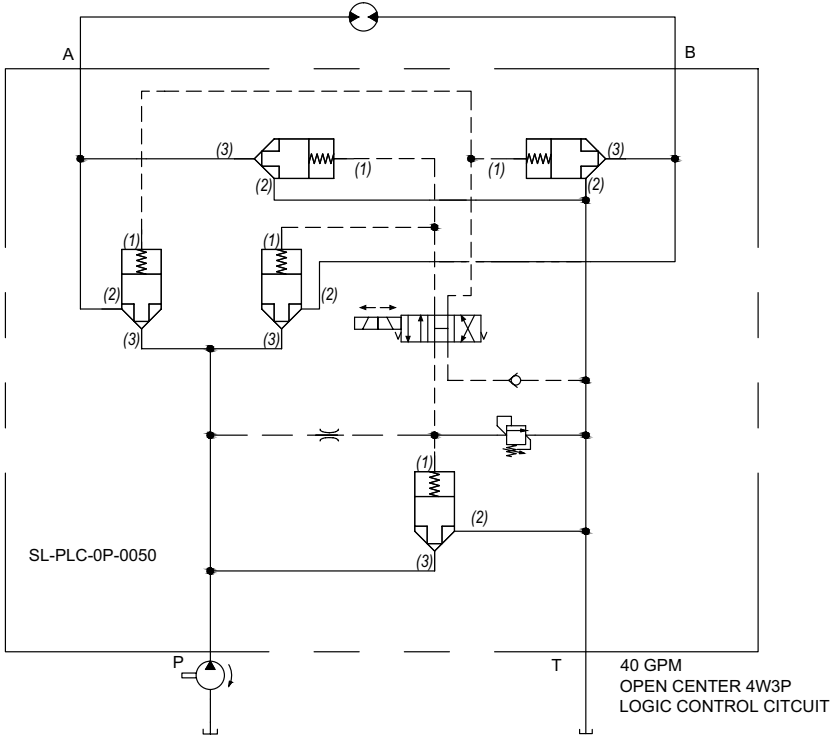 A
B
(3)
(1)
(1)
(3)
(2)
(2)
(1)
(1)
(2)
(2)
(3)
(3)
(1)
(2)
(3)
SL-PLC-0P-0050
P
T
40 GPM
OPEN CENTER 4W3P
LOGIC CONTROL CITCUIT